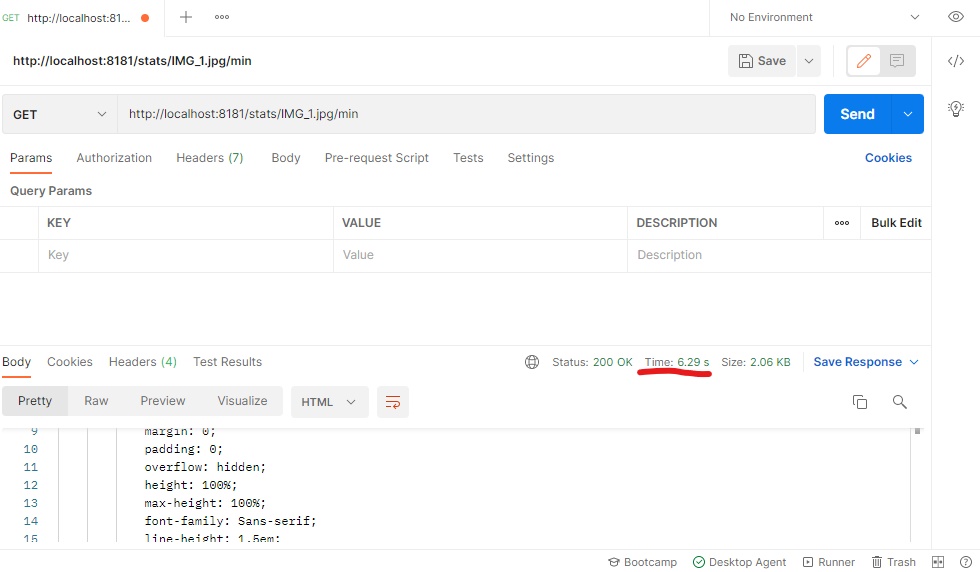 GET http://localhost:81...
No Environment
http://localhost:8181/stats/IMG_1.jpg/min
Save
GET http://localhost:8181/stats/IMG_1.jpg/min Send
Params Authorization Headers (7) Body Pre-request Script Tests Settings Cookies
Query Params
KEY VALUE DESCRIPTION Bulk Edit
Key Value Description
Body Cookies Headers (4) Test Results Status: 200 OK Time: 6.29 s Size: 2.06 KB Save Response
Pretty Raw Preview Visualize HTML
9 margin: 0;
10 padding: 0;
11 overflow: hidden;
12 height: 100%;
13 max-height: 100%;
14 font-family: Sans-serif;
15 line-height: 1.5em;
Bootcamp Desktop Agent Runner Trash